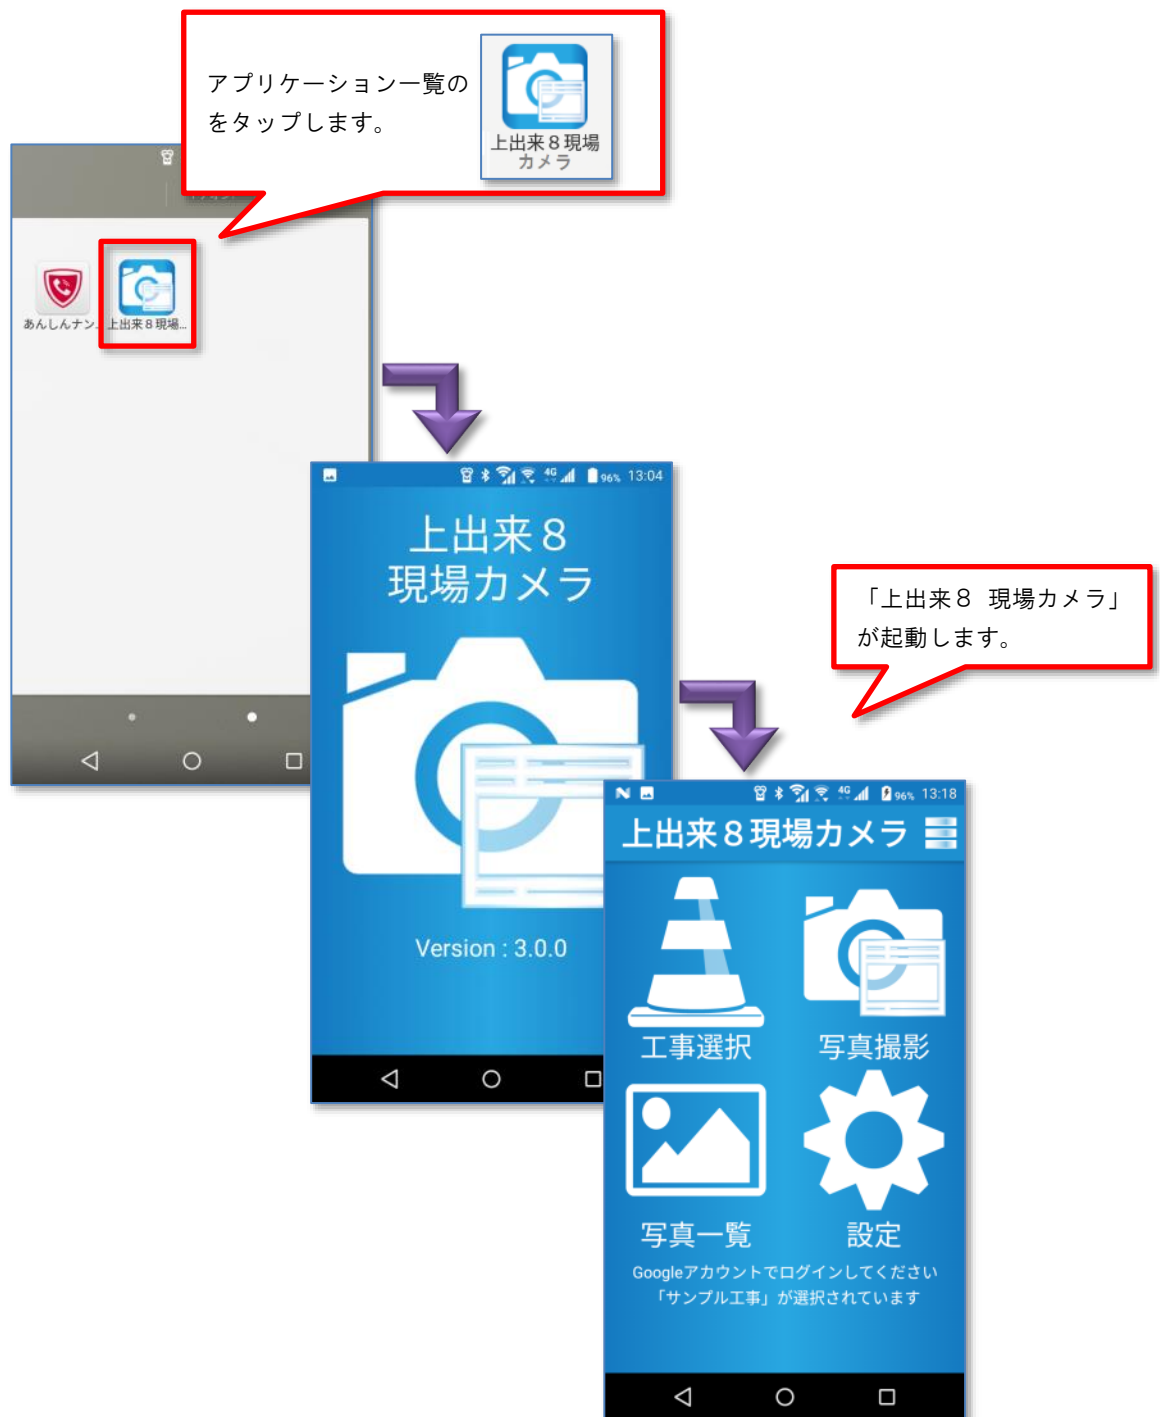 アプリケーション一覧の
をタップします。
上出来８現場
カメラ
あんしんナン...
上出来８現場...
96% 13:04
上出来８
現場カメラ
Version : 3.0.0
「上出来８ 現場カメラ」
が起動します。
4G 96% 13:18
上出来８現場カメラ
工事選択
写真撮影
写真一覧
設定
Googleアカウントでログインしてください
「サンプル工事」が選択されています